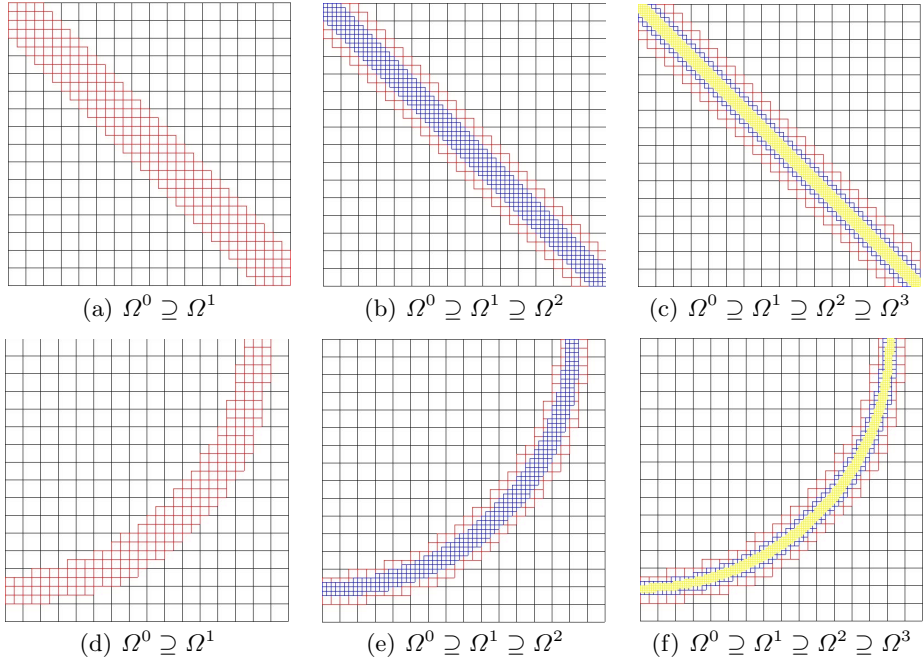 (a) Ω⁰ ⊇ Ω¹
(b) Ω⁰ ⊇ Ω¹ ⊇ Ω²
(c) Ω⁰ ⊇ Ω¹ ⊇ Ω² ⊇ Ω³
(d) Ω⁰ ⊇ Ω¹
(e) Ω⁰ ⊇ Ω¹ ⊇ Ω²
(f) Ω⁰ ⊇ Ω¹ ⊇ Ω² ⊇ Ω³